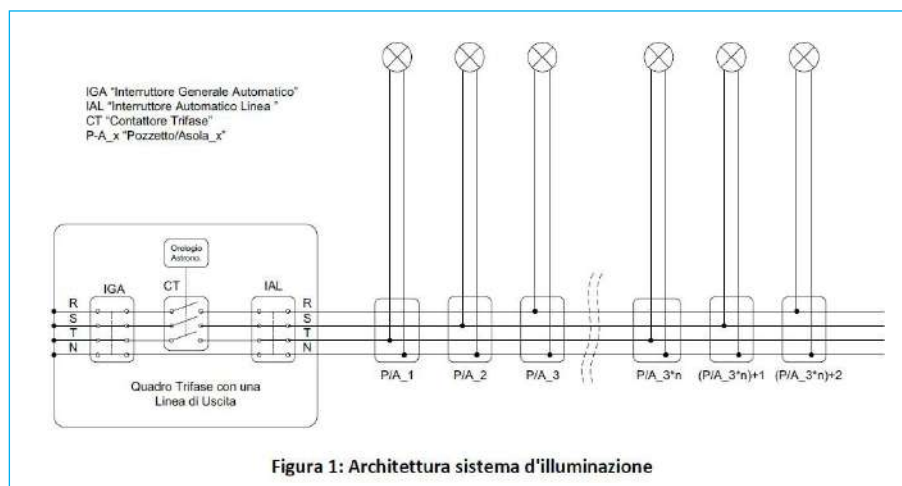 IGA “Interruttore Generale Automatico”
IAL “Interruttore Automatico Linea ”
CT “Contattore Trifase”
P-A_x “Pozzetto/Asola_x”
Orologio
Astrono.
IGA
CT
IAL
R
S
T
N
R
S
T
N
Quadro Trifase con una
Linea di Uscita
P/A_1
P/A_2
P/A_3
P/A_3*n
(P/A_3*n)+1
(P/A_3*n)+2
Figura 1: Architettura sistema d'illuminazione